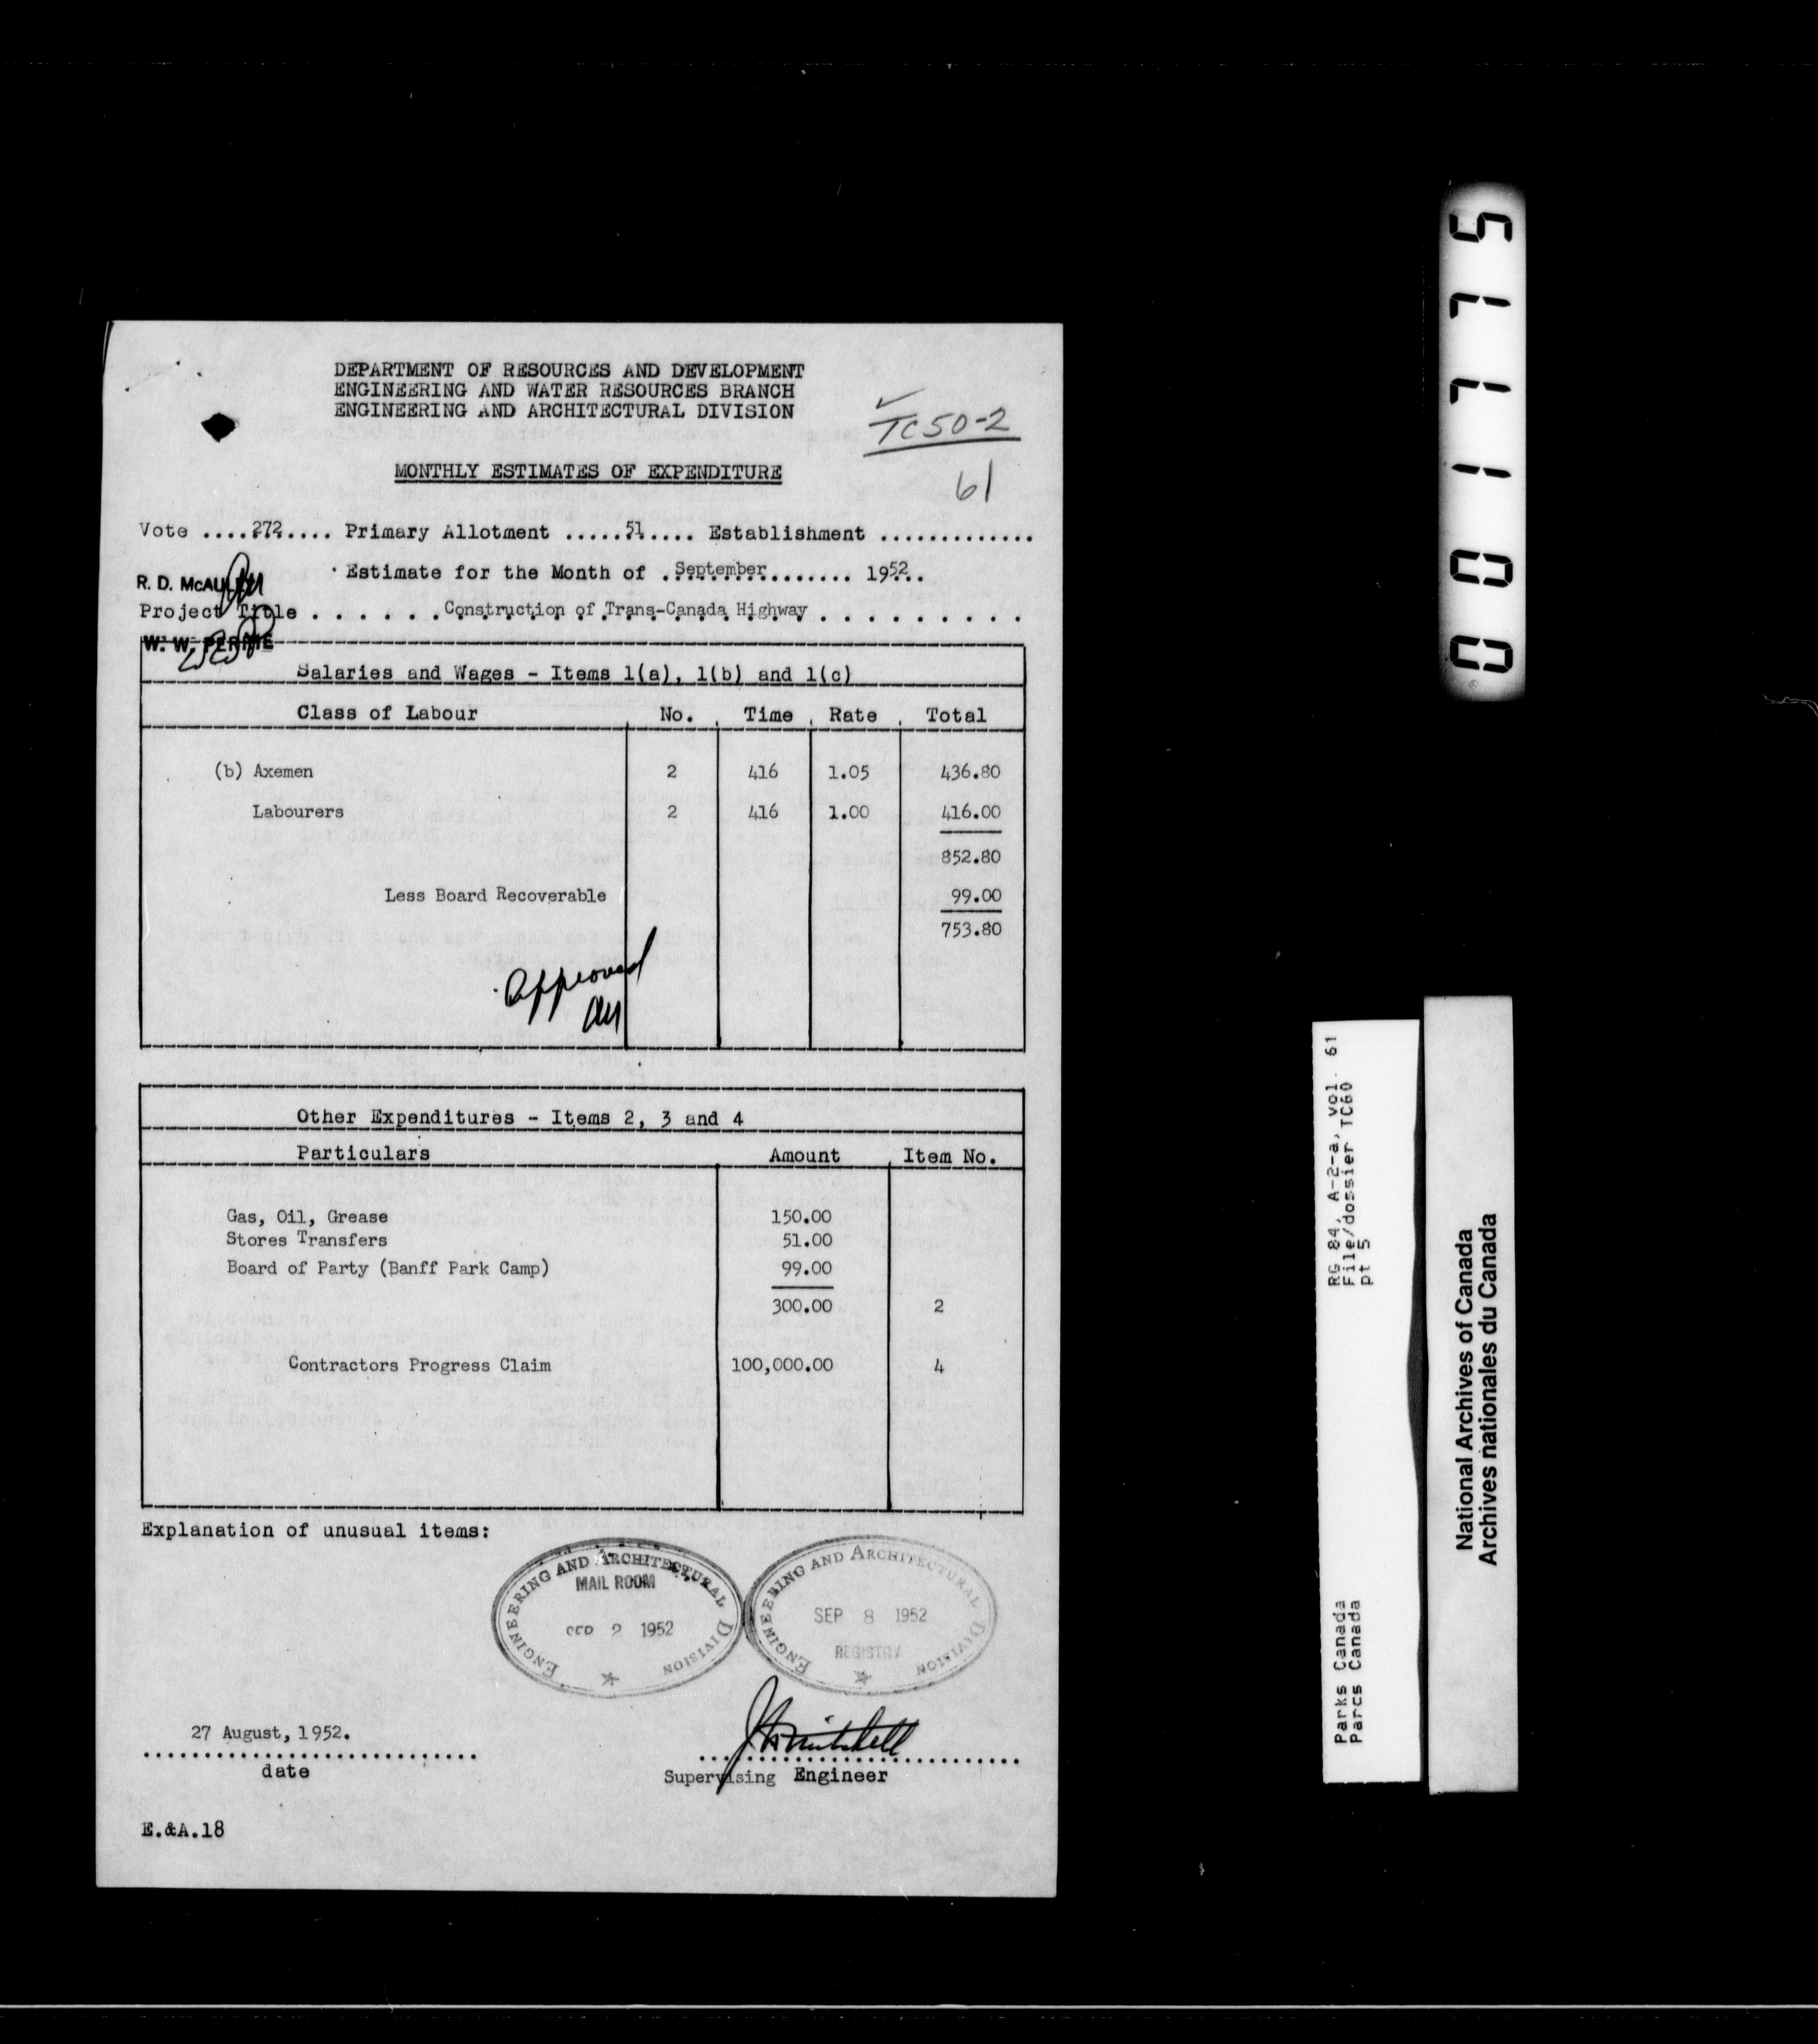 DEPARTMENT OF RESOURCES AND DEVELOPMENT
ENGINEERING AND WATER RESOURCES BRANCH
ENGINEERING AND ARCHITECTURAL DIVISION
TC50-2
MONTHLY ESTIMATES OF EXPENDITURE
61
Vote ....272.... Primary Allotment .....51.... Establishment .............
R. D. McAU
Estimate for the Month of .September.............. 1952..
Project Title . . . . . . Construction of Trans-Canada Highway . . . . . . . . .
W. W. PERRIE
Salaries and Wages - Items 1(a), 1(b) and 1(c)
Class of Labour No. Time Rate Total
(b) Axemen 2 416 1.05 436.80
Labourers 2 416 1.00 416.00
852.80
Less Board Recoverable 99.00
753.80
Approved
Other Expenditures - Items 2, 3 and 4
Particulars Amount Item No.
Gas, Oil, Grease 150.00
Stores Transfers 51.00
Board of Party (Banff Park Camp) 99.00
300.00 2
Contractors Progress Claim 100,000.00 4
Explanation of unusual items:
ENGINEERING AND ARCHITECTURAL DIVISION
MAIL ROOM
SEP 2 1952
ENGINEERING AND ARCHITECTURAL DIVISION
SEP 8 1952
REGISTRY
27 August, 1952.
date
J Mitchell
Supervising Engineer
E.&A.18
001175
RG 84, A-2-a, vol. 61
File/dossier TC60
pt 5
Parks Canada
Parcs Canada
National Archives of Canada
Archives nationales du Canada